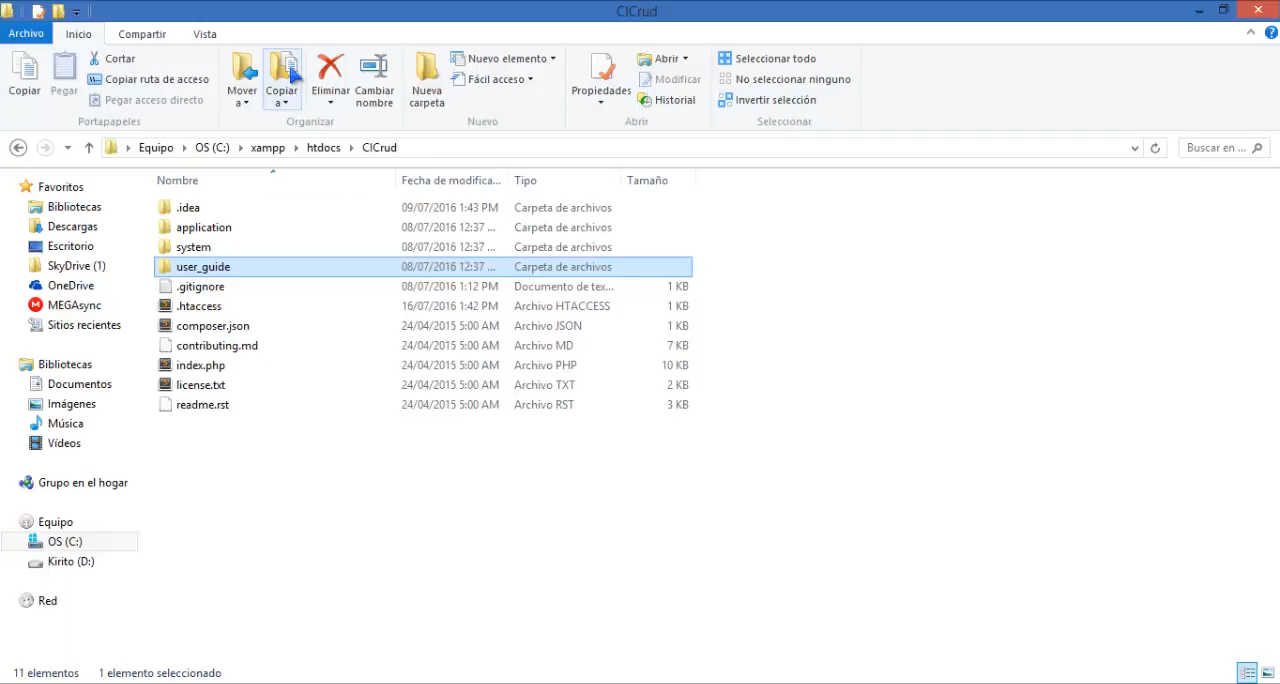 CICrud
Archivo Inicio Compartir Vista
Copiar
Pegar
Cortar
Copiar ruta de acceso
Pegar acceso directo
Portapapeles
Mover a
Copiar a
Eliminar
Cambiar nombre
Organizar
Nueva carpeta
Nuevo elemento
Fácil acceso
Nuevo
Propiedades
Abrir
Modificar
Historial
Abrir
Seleccionar todo
No seleccionar ninguno
Invertir selección
Seleccionar
Equipo OS (C:) xampp htdocs CICrud
Buscar en ...
Favoritos
Bibliotecas
Descargas
Escritorio
SkyDrive (1)
OneDrive
MEGAsync
Sitios recientes
Bibliotecas
Documentos
Imágenes
Música
Vídeos
Grupo en el hogar
Equipo
OS (C:)
Kirito (D:)
Red
Nombre Fecha de modifica... Tipo Tamaño
.idea 09/07/2016 1:43 PM Carpeta de archivos
application 08/07/2016 12:37 ... Carpeta de archivos
system 08/07/2016 12:37 ... Carpeta de archivos
user_guide 08/07/2016 12:37 ... Carpeta de archivos
.gitignore 08/07/2016 1:12 PM Documento de tex... 1 KB
.htaccess 16/07/2016 1:42 PM Archivo HTACCESS 1 KB
composer.json 24/04/2015 5:00 AM Archivo JSON 1 KB
contributing.md 24/04/2015 5:00 AM Archivo MD 7 KB
index.php 24/04/2015 5:00 AM Archivo PHP 10 KB
license.txt 24/04/2015 5:00 AM Archivo TXT 2 KB
readme.rst 24/04/2015 5:00 AM Archivo RST 3 KB
11 elementos 1 elemento seleccionado